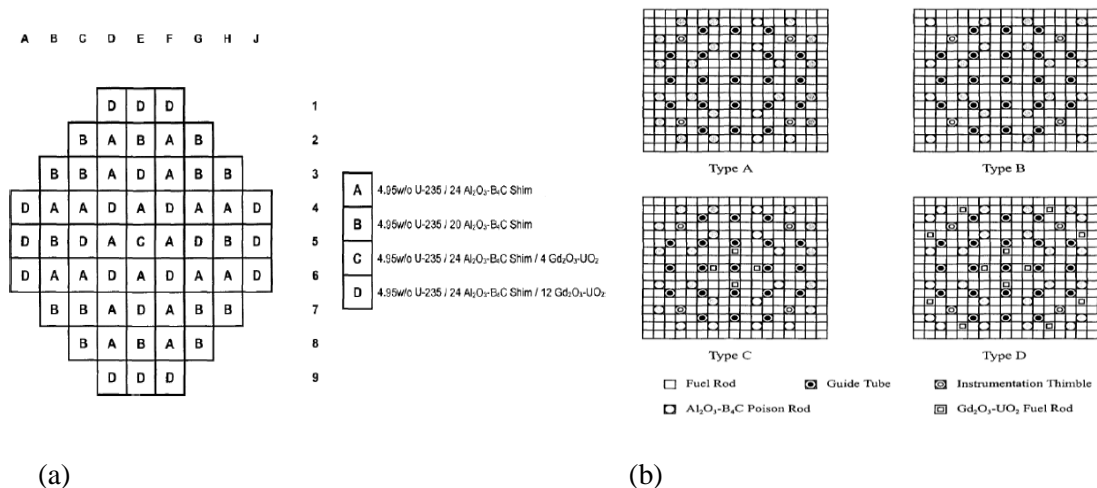 A B C D E F G H J
D D D 1
B A B A G
B B A D A B H 3
D A A D A D A A D 4
D B D A C A D B D 5
D A A D A D A A D 6
B B A D A B B 7
B A B A B 8
D D D 9
A 4.95w/o U-235 / 24 Al₂O₃-B₄C Shim
B 4.95w/o U-235 / 20 Al₂O₃-B₄C Shim
C 4.95w/o U-235 / 24 Al₂O₃-B₄C Shim / 4 Gd₂O₃-UO₂
D 4.95w/o U-235 / 24 Al₂O₃-B₄C Shim / 12 Gd₂O₃-UO₂
Type A Type B
Type C Type D
Fuel Rod Guide Tube Instrumentation Thimble
Al₂O₃-B₄C Poison Rod Gd₂O₃-UO₂ Fuel Rod
(a) (b)